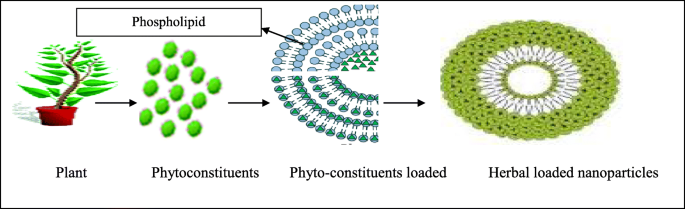 Phospholipid
Plant
Phytoconstituents
Phyto-constituents loaded
Herbal loaded nanoparticles